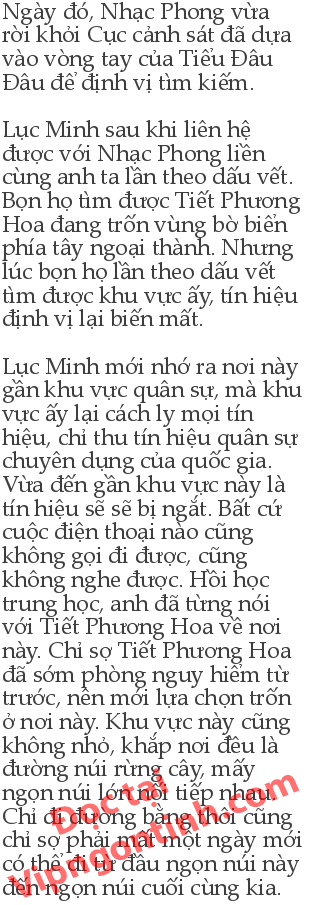 Ngày đó, Nhạc Phong vừa
rời khỏi Cục cảnh sát đã dựa
vào vòng tay của Tiểu Đâu
Đâu để định vị tìm kiếm.

Lục Minh sau khi liên hệ
được với Nhạc Phong liền
cùng anh ta lần theo dấu vết.
Bọn họ tìm được Tiết Phương
Hoa đang trốn vùng bờ biển
phía tây ngoại thành. Nhưng
lúc bọn họ lần theo dấu vết
tìm được khu vực ấy, tín hiệu
định vị lại biến mất.

Lục Minh mới nhớ ra nơi này
gần khu vực quân sự, mà khu
vực ấy lại cách ly mọi tín
hiệu, chỉ thu tín hiệu quân sự
chuyên dụng của quốc gia.
Vừa đến gần khu vực này là
tín hiệu sẽ sẽ bị ngắt. Bất cứ
cuộc điện thoại nào cũng
không gọi đi được, cũng
không nghe được. Hồi học
trung học, anh đã từng nói
với Tiết Phương Hoa về nơi
này. Chỉ sợ Tiết Phương Hoa
đã sớm phòng nguy hiểm từ
trước, nên mới lựa chọn trốn
ở nơi này. Khu vực này cũng
không nhỏ, khắp nơi đều là
đường núi rừng cây, mấy
ngọn núi lớn nối tiếp nhau.
Chỉ đi đường bằng thôi cũng
chỉ sợ phải mất một ngày mới
có thể đi từ đầu ngọn núi này
đến ngọn núi cuối cùng kia.
Đọc tại
Vipngontinh.com